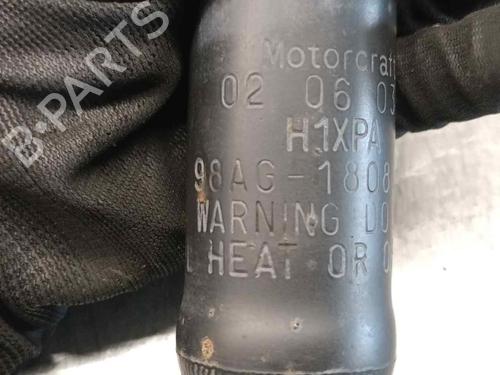 Motorcraft
02 06 03
H1XPA
98AG-1808
WARNING DO
HEAT OR
B-PARTS